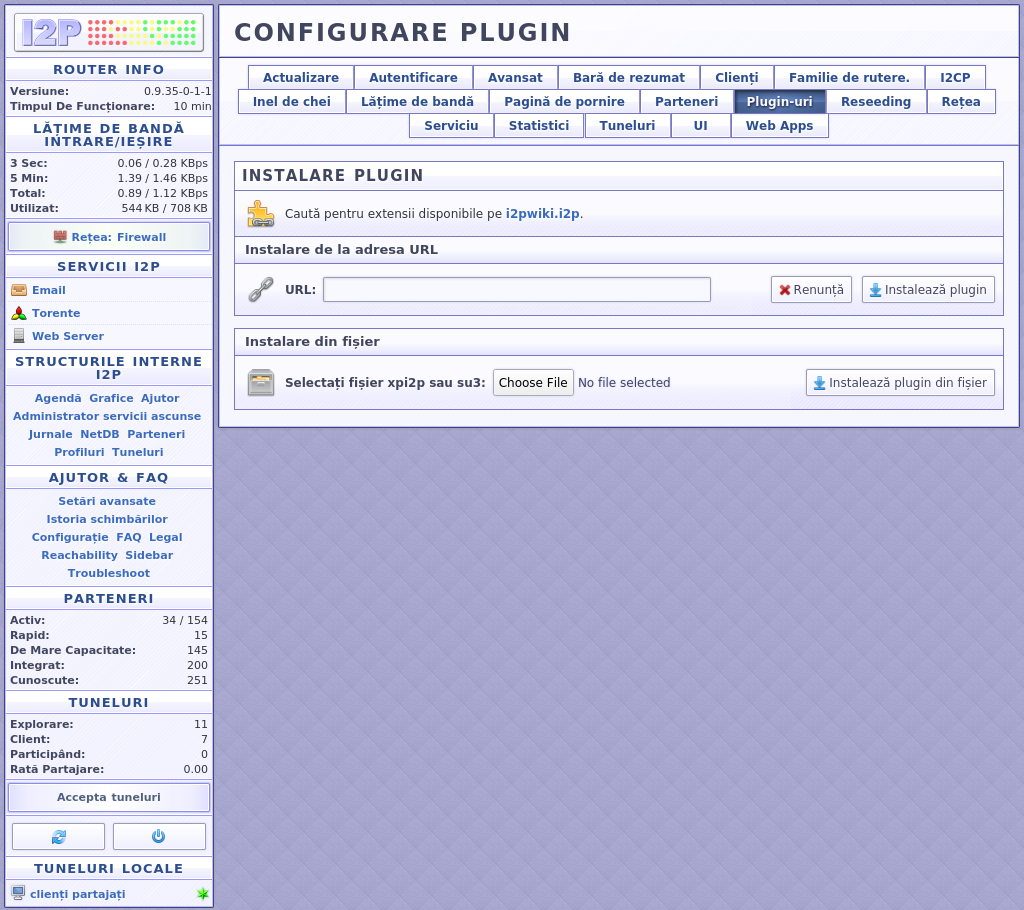 I2P
ROUTER INFO
Versiune: 0.9.35-0-1-1
Timpul De Funcționare: 10 min
LĂȚIME DE BANDĂ
INTRARE/IEȘIRE
3 Sec: 0.06 / 0.28 KBps
5 Min: 1.39 / 1.46 KBps
Total: 0.89 / 1.12 KBps
Utilizat: 544 KB / 708 KB
Rețea: Firewall
SERVICII I2P
Email
Torente
Web Server
STRUCTURILE INTERNE
I2P
Agendă Grafice Ajutor
Administrator servicii ascunse
Jurnale NetDB Parteneri
Profiluri Tuneluri
AJUTOR & FAQ
Setări avansate
Istoria schimbărilor
Configurație FAQ Legal
Reachability Sidebar
Troubleshoot
PARTENERI
Activ: 34 / 154
Rapid: 15
De Mare Capacitate: 145
Integrat: 200
Cunoscute: 251
TUNELURI
Explorare: 11
Client: 7
Participând: 0
Rată Partajare: 0.00
Accepta tuneluri
TUNELURI LOCALE
clienți partajați
CONFIGURARE PLUGIN
Actualizare Autentificare Avansat Bară de rezumat Clienți Familie de rutere. I2CP
Inel de chei Lățime de bandă Pagină de pornire Parteneri Plugin-uri Reseeding Rețea
Serviciu Statistici Tuneluri UI Web Apps
INSTALARE PLUGIN
Caută pentru extensii disponibile pe i2pwiki.i2p.
Instalare de la adresa URL
URL: Renunță Instalează plugin
Instalare din fișier
Selectați fișier xpi2p sau su3: Choose File No file selected Instalează plugin din fișier